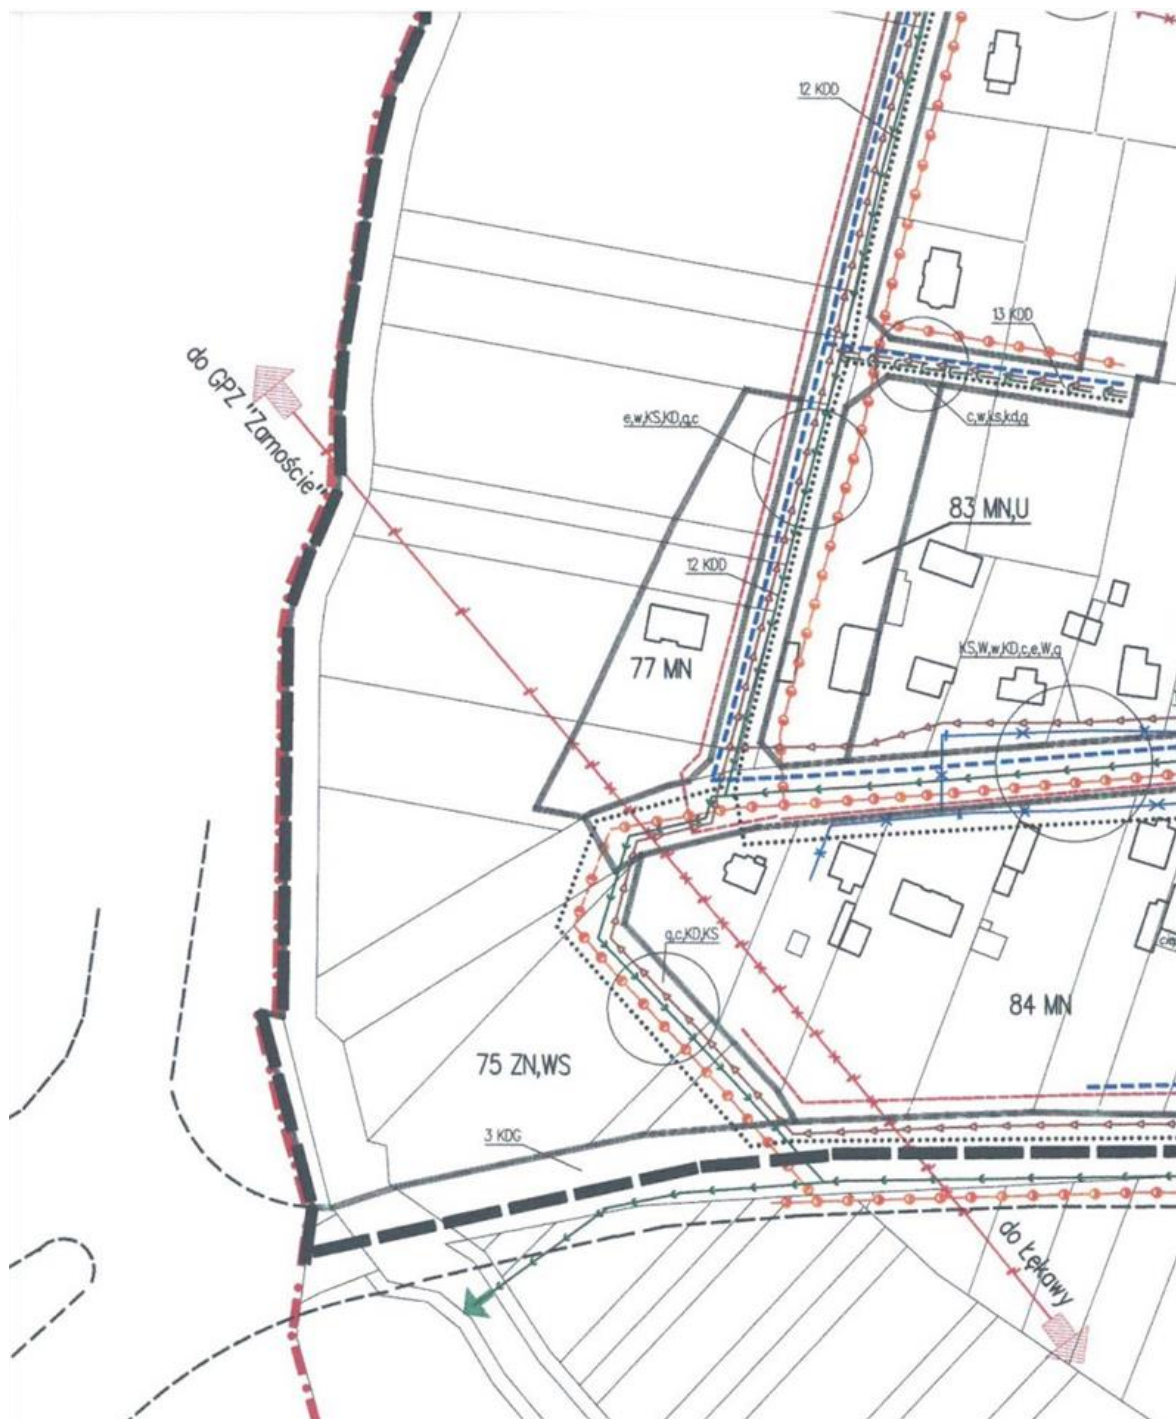 12 KDD
13 KDD
do GPZ "Zamoście"
e,w,KS,KD,g,c
c,w,ks,kd,g
83 MN,U
12 KDD
77 MN
KS,W,w,KD,c,e,W,g
g,c,KD,KS
84 MN
75 ZN,WS
3 KDG
do Łękawy